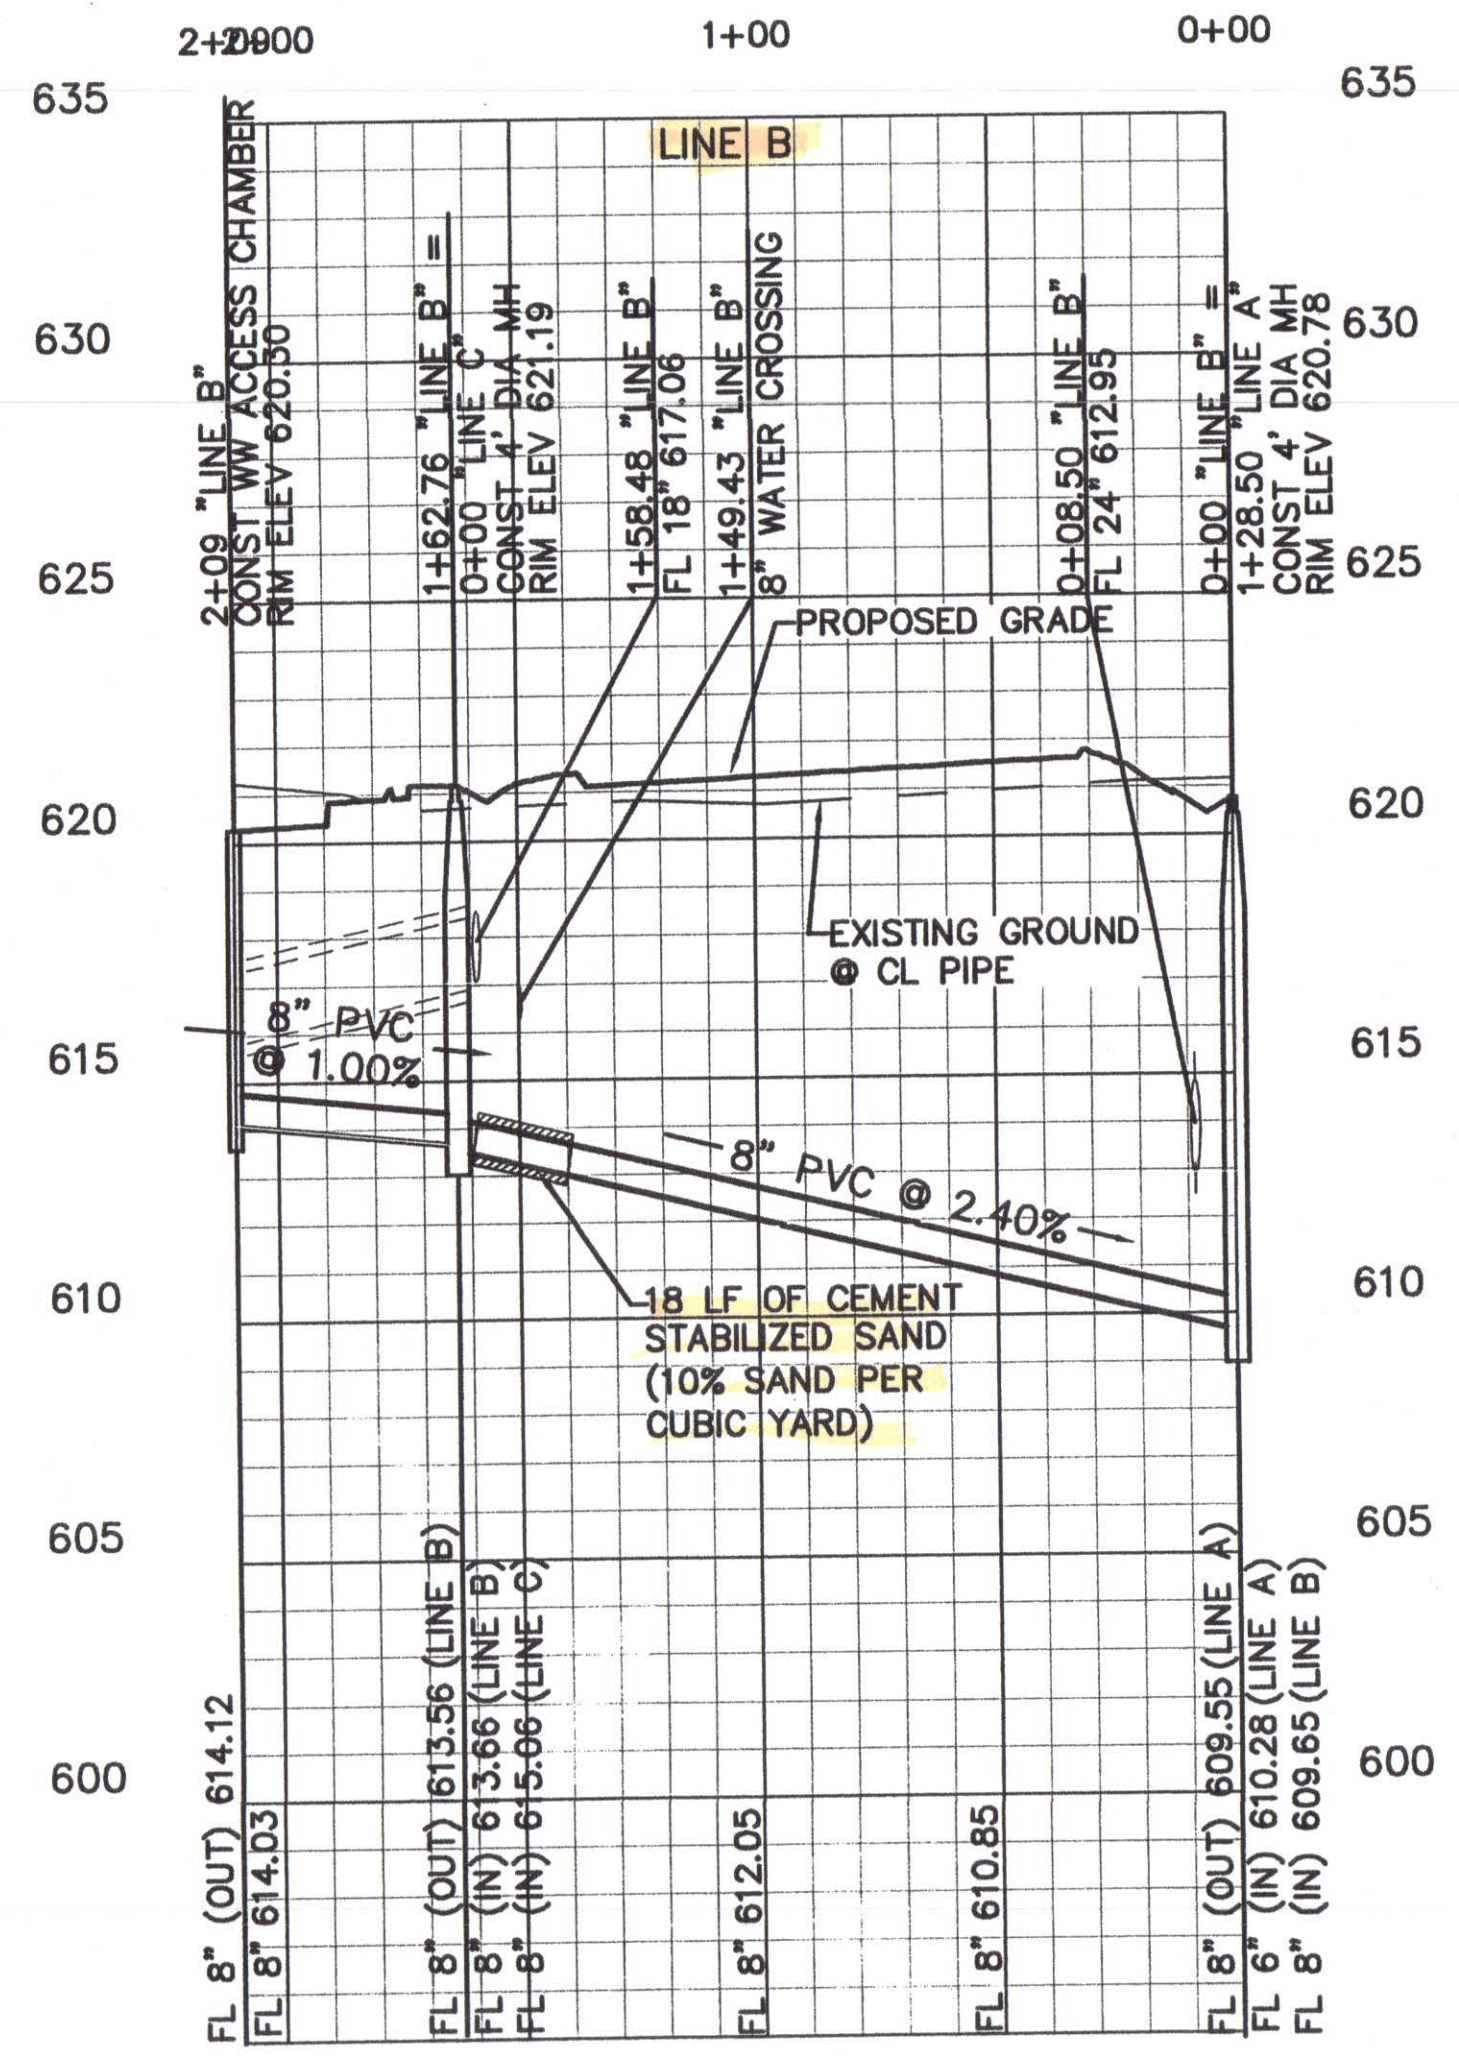 2+09
2+00
1+00
0+00
635
635
LINE B
2+09 "LINE B"
CONST WW ACCESS CHAMBER
RIM ELEV 620.30
1+62.76 "LINE B" =
0+00 "LINE C"
CONST 4' DIA MH
RIM ELEV 621.19
1+58.48 "LINE B"
FL 18" 617.06
1+49.43 "LINE B"
8" WATER CROSSING
0+08.50 "LINE B"
FL 24" 612.95
0+00 "LINE B" =
1+28.50 "LINE A"
CONST 4' DIA MH
RIM ELEV 620.78
630
630
625
625
PROPOSED GRADE
620
620
EXISTING GROUND
@ CL PIPE
8" PVC
@ 1.00%
615
615
8" PVC @ 2.40%
610
610
18 LF OF CEMENT
STABILIZED SAND
(10% SAND PER
CUBIC YARD)
605
605
600
600
FL 8" (OUT) 614.12
FL 8" 614.03
FL 8" (OUT) 613.56 (LINE B)
FL 8" (IN) 613.66 (LINE B)
FL 8" (IN) 615.06 (LINE C)
FL 8" 612.05
FL 8" 610.85
FL 8" (OUT) 609.55 (LINE A)
FL 6" (IN) 610.28 (LINE A)
FL 8" (IN) 609.65 (LINE B)